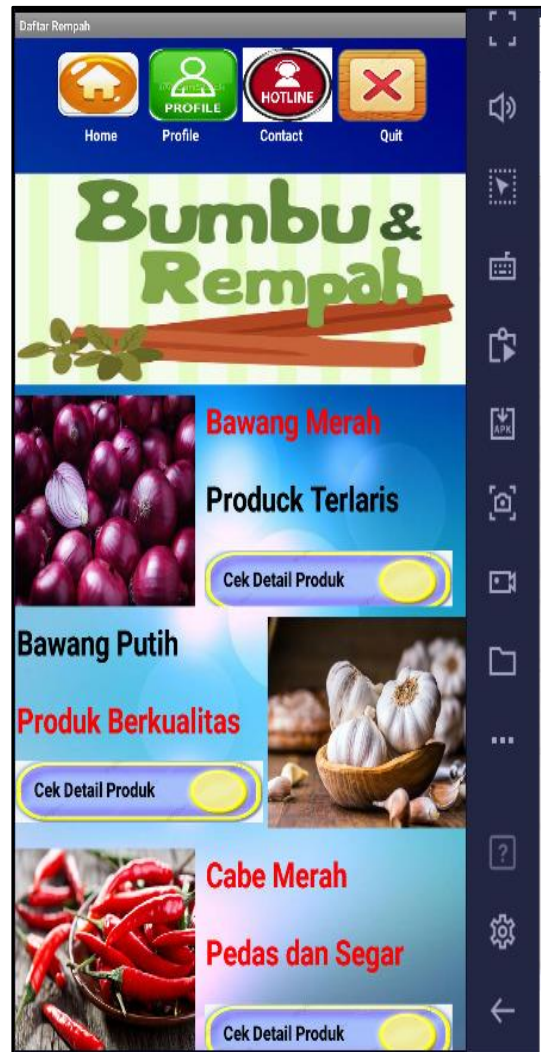 Daftar Rempah
PROFILE
HOTLINE
Home Profile Contact Quit
Bumbu &
Rempah
Bawang Merah
Produck Terlaris
Cek Detail Produk
Bawang Putih
Produk Berkualitas
Cek Detail Produk
Cabe Merah
Pedas dan Segar
Cek Detail Produk
APK